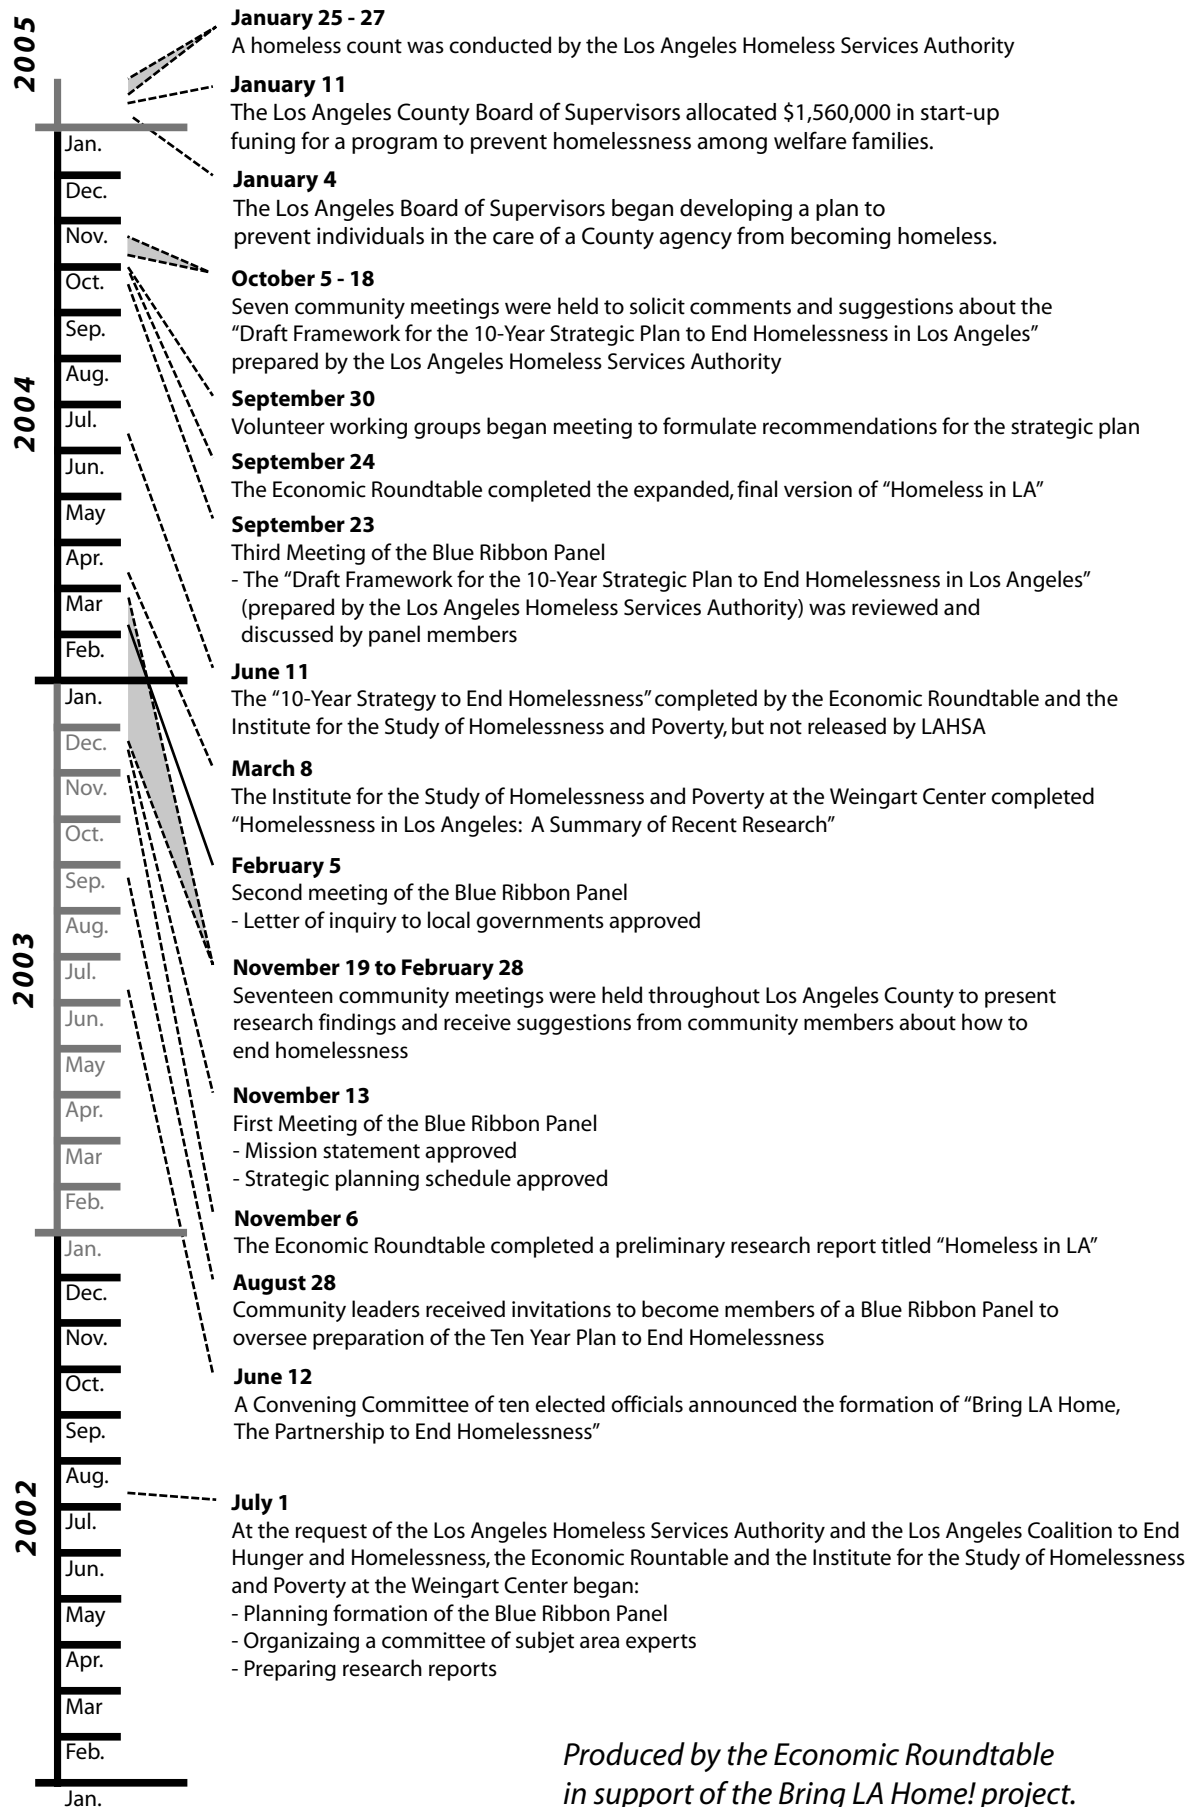 2005
January 25 - 27
A homeless count was conducted by the Los Angeles Homeless Services Authority
January 11
The Los Angeles County Board of Supervisors allocated $1,560,000 in start-up
funing for a program to prevent homelessness among welfare families.
January 4
The Los Angeles Board of Supervisors began developing a plan to
prevent individuals in the care of a County agency from becoming homeless.
October 5 - 18
Seven community meetings were held to solicit comments and suggestions about the
“Draft Framework for the 10-Year Strategic Plan to End Homelessness in Los Angeles”
prepared by the Los Angeles Homeless Services Authority
September 30
Volunteer working groups began meeting to formulate recommendations for the strategic plan
September 24
The Economic Roundtable completed the expanded, final version of “Homeless in LA”
September 23
Third Meeting of the Blue Ribbon Panel
- The “Draft Framework for the 10-Year Strategic Plan to End Homelessness in Los Angeles”
(prepared by the Los Angeles Homeless Services Authority) was reviewed and
discussed by panel members
June 11
The “10-Year Strategy to End Homelessness” completed by the Economic Roundtable and the
Institute for the Study of Homelessness and Poverty, but not released by LAHSA
March 8
The Institute for the Study of Homelessness and Poverty at the Weingart Center completed
“Homelessness in Los Angeles: A Summary of Recent Research”
February 5
Second meeting of the Blue Ribbon Panel
- Letter of inquiry to local governments approved
November 19 to February 28
Seventeen community meetings were held throughout Los Angeles County to present
research findings and receive suggestions from community members about how to
end homelessness
November 13
First Meeting of the Blue Ribbon Panel
- Mission statement approved
- Strategic planning schedule approved
November 6
The Economic Roundtable completed a preliminary research report titled “Homeless in LA”
August 28
Community leaders received invitations to become members of a Blue Ribbon Panel to
oversee preparation of the Ten Year Plan to End Homelessness
June 12
A Convening Committee of ten elected officials announced the formation of “Bring LA Home,
The Partnership to End Homelessness”
July 1
At the request of the Los Angeles Homeless Services Authority and the Los Angeles Coalition to End
Hunger and Homelessness, the Economic Rountable and the Institute for the Study of Homelessness
and Poverty at the Weingart Center began:
- Planning formation of the Blue Ribbon Panel
- Organizaing a committee of subjet area experts
- Preparing research reports
Jan.
2004
Dec.
Nov.
Oct.
Sep.
Aug.
Jul.
Jun.
May
Apr.
Mar
Feb.
Jan.
2003
Dec.
Nov.
Oct.
Sep.
Aug.
Jul.
Jun.
May
Apr.
Mar
Feb.
Jan.
2002
Dec.
Nov.
Oct.
Sep.
Aug.
Jul.
Jun.
May
Apr.
Mar
Feb.
Jan.
Produced by the Economic Roundtable
in support of the Bring LA Home! project.